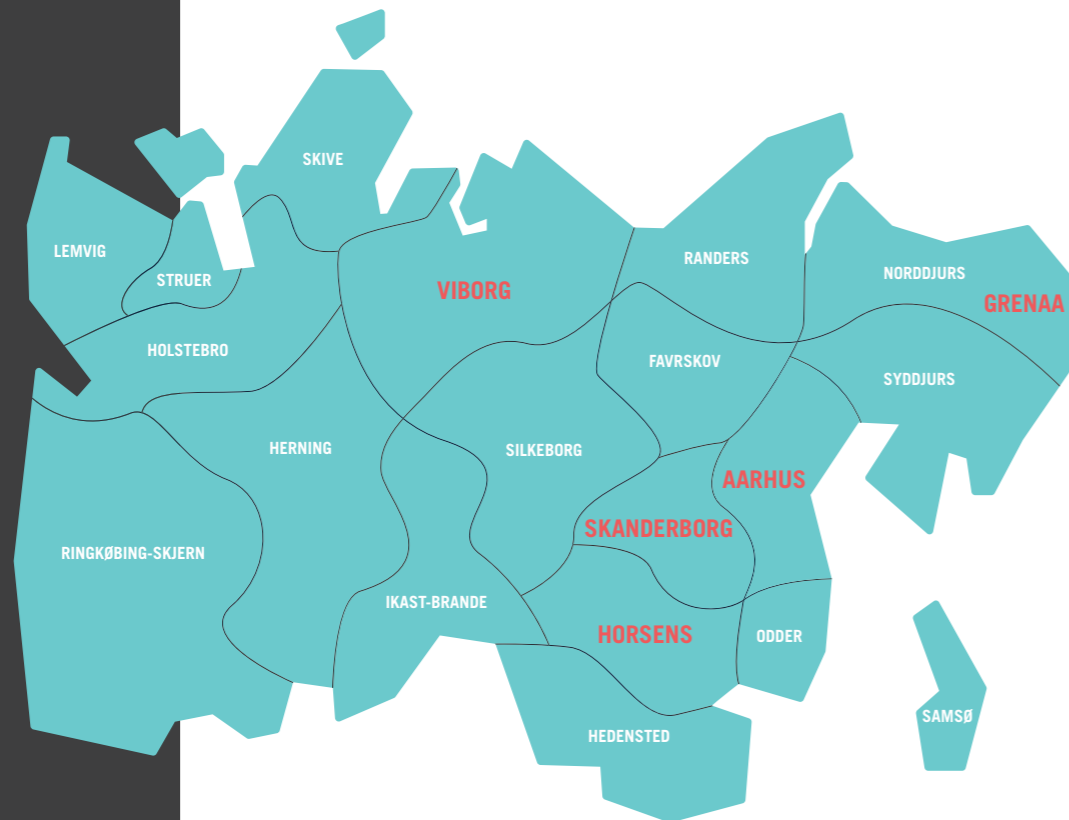 SKIVE
LEMVIG
STRUER
RANDERS
NORDDJURS
VIBORG
GRENAA
HOLSTEBRO
FAVRSKOV
SYDDJURS
HERNING
SILKEBORG
AARHUS
SKANDERBORG
RINGKØBING-SKJERN
IKAST-BRANDE
HORSENS
ODDER
SAMSØ
HEDENSTED